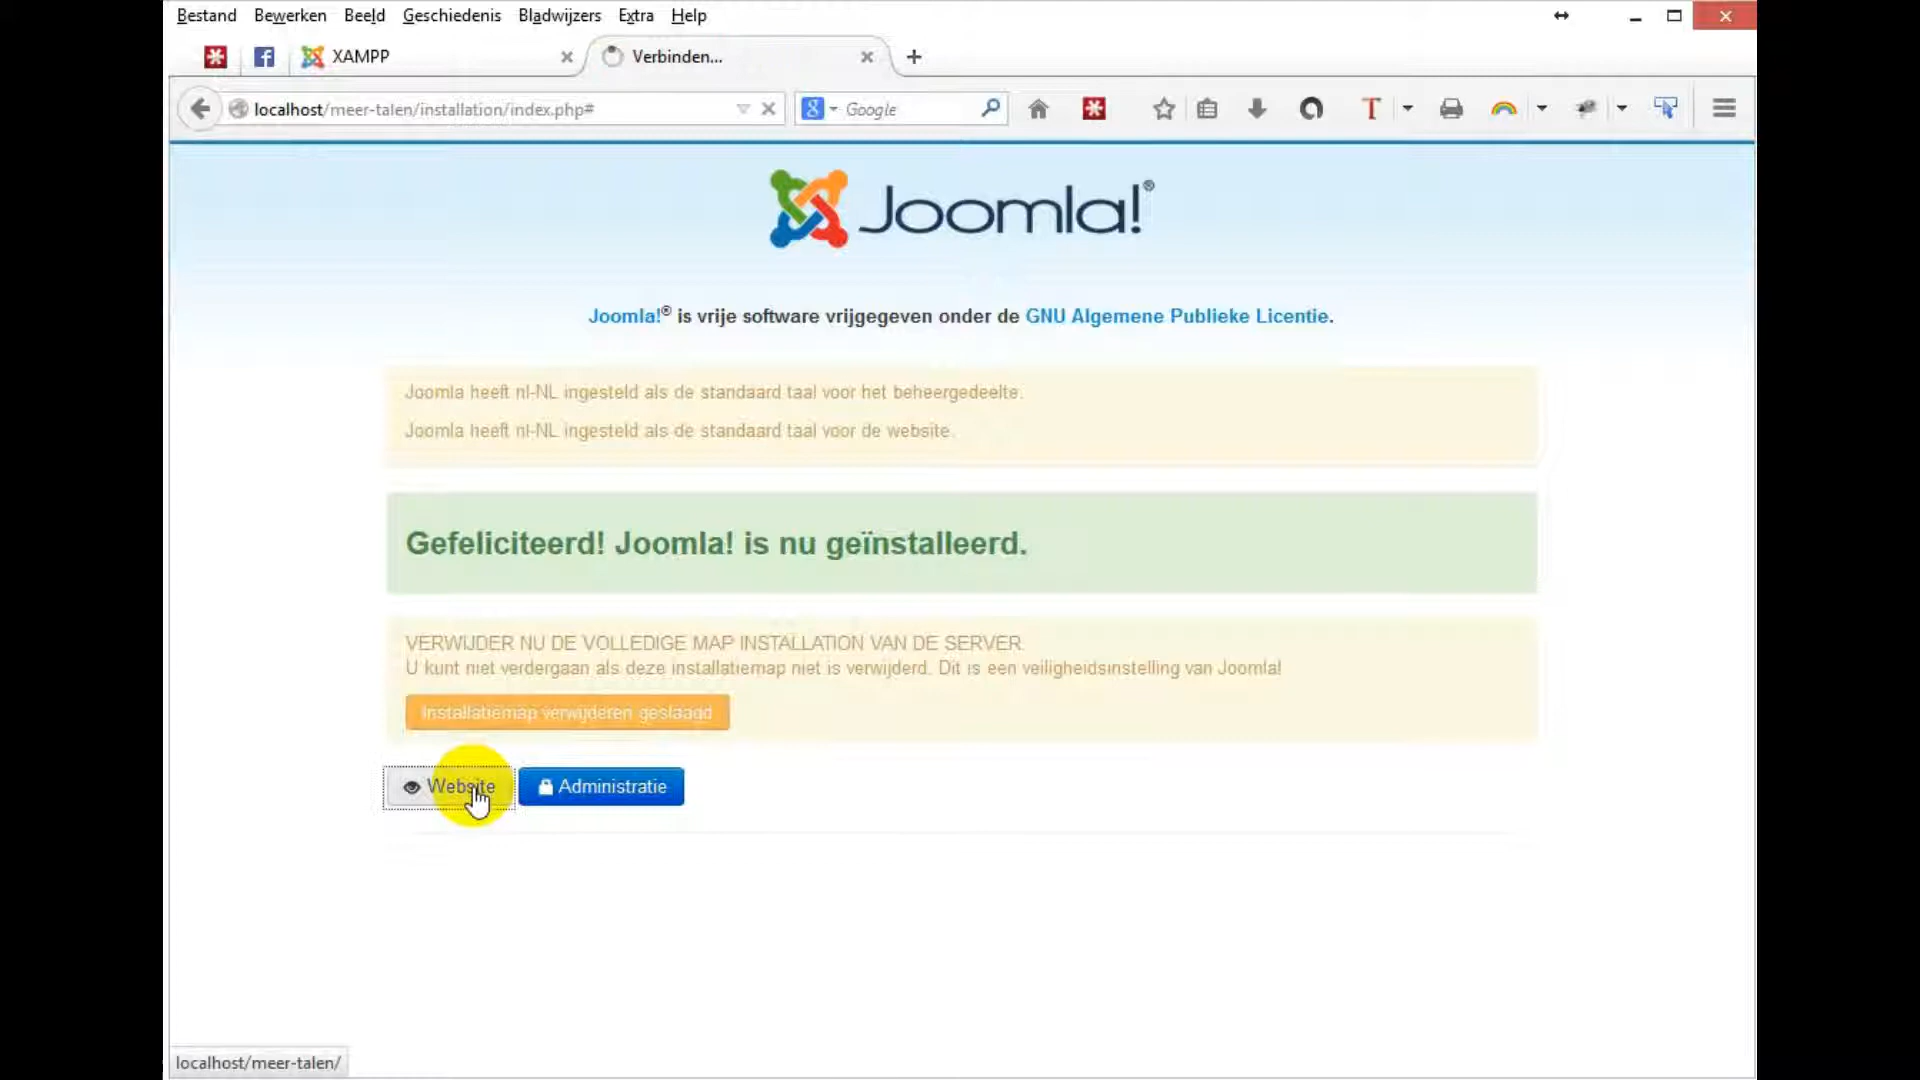 Bestand Bewerken Beeld Geschiedenis Bladwijzers Extra Help
XAMPP
Verbinden...
localhost/meer-talen/installation/index.php#
Google
Joomla!®
Joomla!® is vrije software vrijgegeven onder de GNU Algemene Publieke Licentie.
Joomla heeft nl-NL ingesteld als de standaard taal voor het beheergedeelte.
Joomla heeft nl-NL ingesteld als de standaard taal voor de website.
Gefeliciteerd! Joomla! is nu geïnstalleerd.
VERWIJDER NU DE VOLLEDIGE MAP INSTALLATION VAN DE SERVER.
U kunt niet verdergaan als deze installatiemap niet is verwijderd. Dit is een veiligheidsinstelling van Joomla!
Installatiemap verwijderen geslaagd
Website
Administratie
localhost/meer-talen/